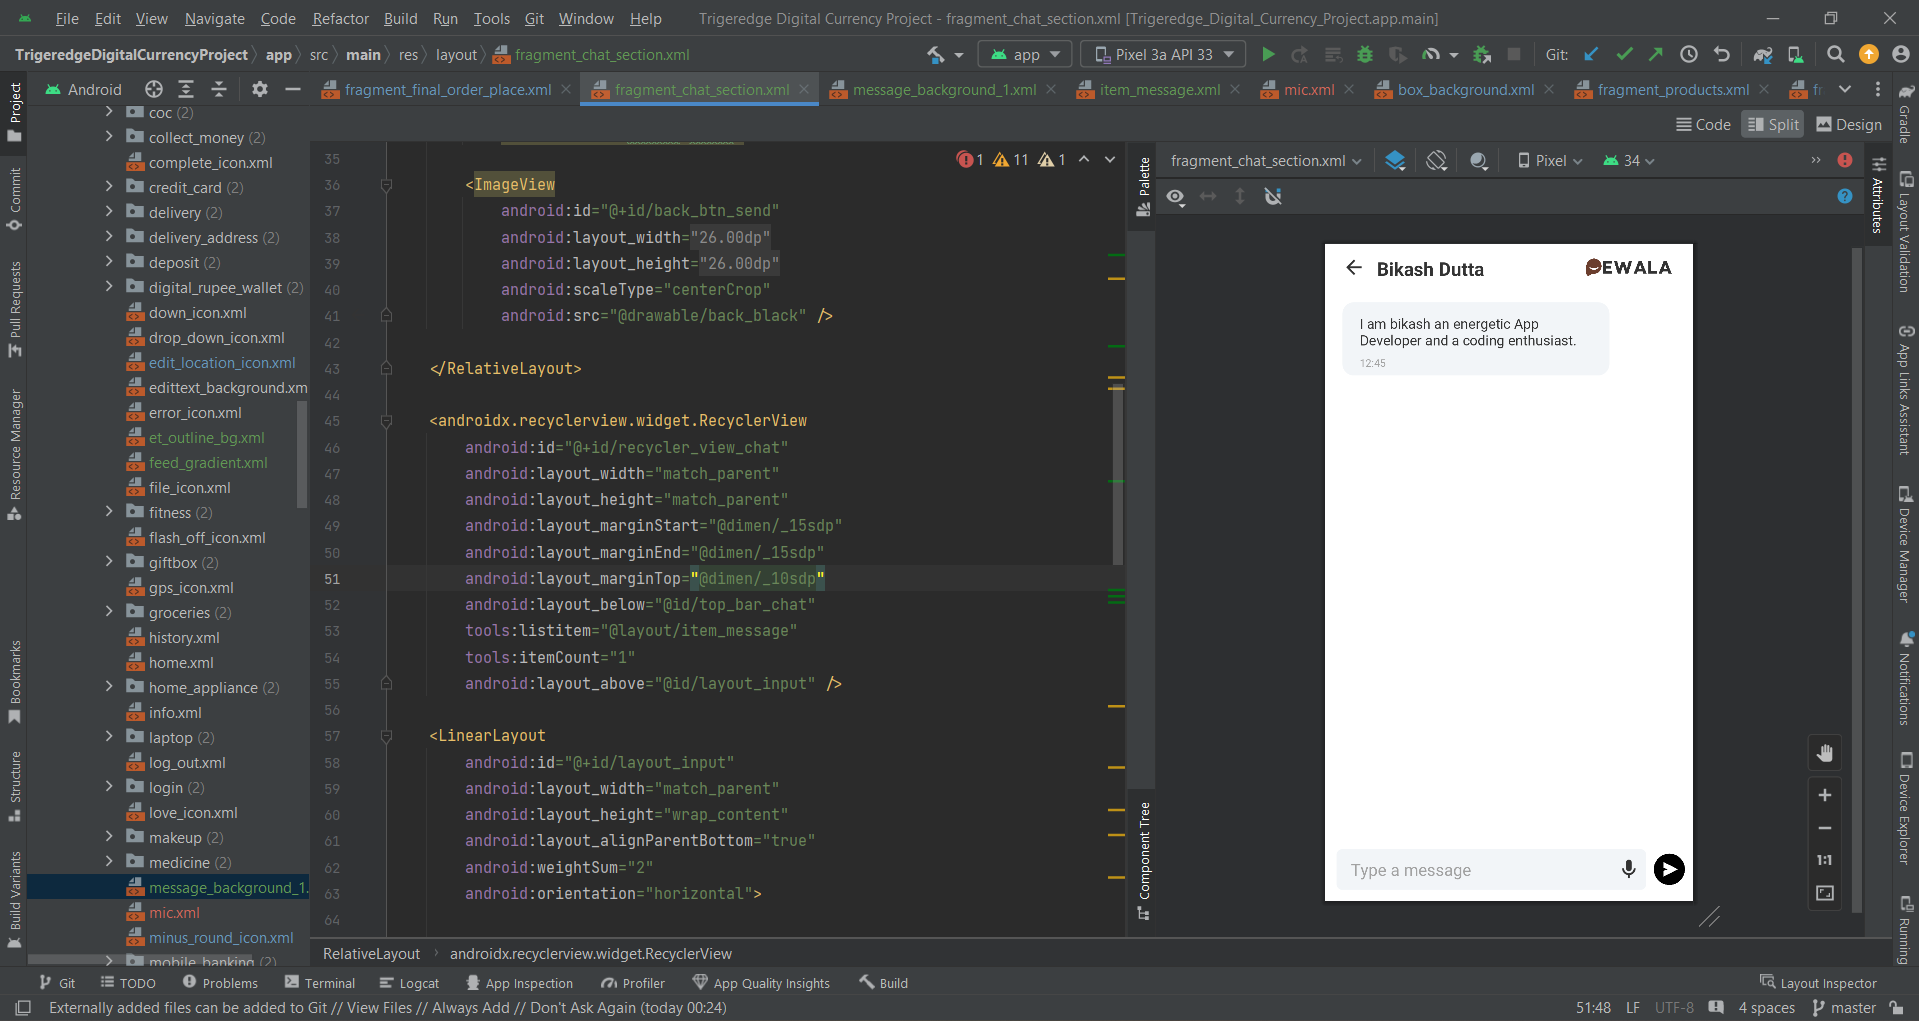 File Edit View Navigate Code Refactor Build Run Tools Git Window Help Trigeredge Digital Currency Project - fragment_chat_section.xml [Trigeredge_Digital_Currency_Project.app.main]
TrigeredgeDigitalCurrencyProject app src main res layout fragment_chat_section.xml app Pixel 3a API 33 Git:
Android fragment_final_order_place.xml fragment_chat_section.xml message_background_1.xml item_message.xml mic.xml box_background.xml fragment_products.xml fr
Code Split Design
Project
Commit
Pull Requests
Resource Manager
Bookmarks
Structure
Build Variants
coc (2)
collect_money (2)
complete_icon.xml
credit_card (2)
delivery (2)
delivery_address (2)
deposit (2)
digital_rupee_wallet (2)
down_icon.xml
drop_down_icon.xml
edit_location_icon.xml
edittext_background.xm
error_icon.xml
et_outline_bg.xml
feed_gradient.xml
file_icon.xml
fitness (2)
flash_off_icon.xml
giftbox (2)
gps_icon.xml
groceries (2)
history.xml
home.xml
home_appliance (2)
info.xml
laptop (2)
log_out.xml
login (2)
love_icon.xml
makeup (2)
medicine (2)
message_background_1.
mic.xml
minus_round_icon.xml
mobile_banking (2)
1 11 1
35
36 <ImageView
37 android:id="@+id/back_btn_send"
38 android:layout_width="26.00dp"
39 android:layout_height="26.00dp"
40 android:scaleType="centerCrop"
41 android:src="@drawable/back_black" />
42
43 </RelativeLayout>
44
45 <androidx.recyclerview.widget.RecyclerView
46 android:id="@+id/recycler_view_chat"
47 android:layout_width="match_parent"
48 android:layout_height="match_parent"
49 android:layout_marginStart="@dimen/_15sdp"
50 android:layout_marginEnd="@dimen/_15sdp"
51 android:layout_marginTop="@dimen/_10sdp"
52 android:layout_below="@id/top_bar_chat"
53 tools:listitem="@layout/item_message"
54 tools:itemCount="1"
55 android:layout_above="@id/layout_input" />
56
57 <LinearLayout
58 android:id="@+id/layout_input"
59 android:layout_width="match_parent"
60 android:layout_height="wrap_content"
61 android:layout_alignParentBottom="true"
62 android:weightSum="2"
63 android:orientation="horizontal">
64
RelativeLayout androidx.recyclerview.widget.RecyclerView
Palette
Component Tree
fragment_chat_section.xml Pixel 34
Bikash Dutta
DEWALA
I am bikash an energetic App
Developer and a coding enthusiast.
12:45
Type a message
1:1
Attributes
Gradle
Layout Validation
App Links Assistant
Device Manager
Notifications
Device Explorer
Running
Git TODO Problems Terminal Logcat App Inspection Profiler App Quality Insights Build Layout Inspector
Externally added files can be added to Git // View Files // Always Add // Don't Ask Again (today 00:24) 51:48 LF UTF-8 4 spaces master